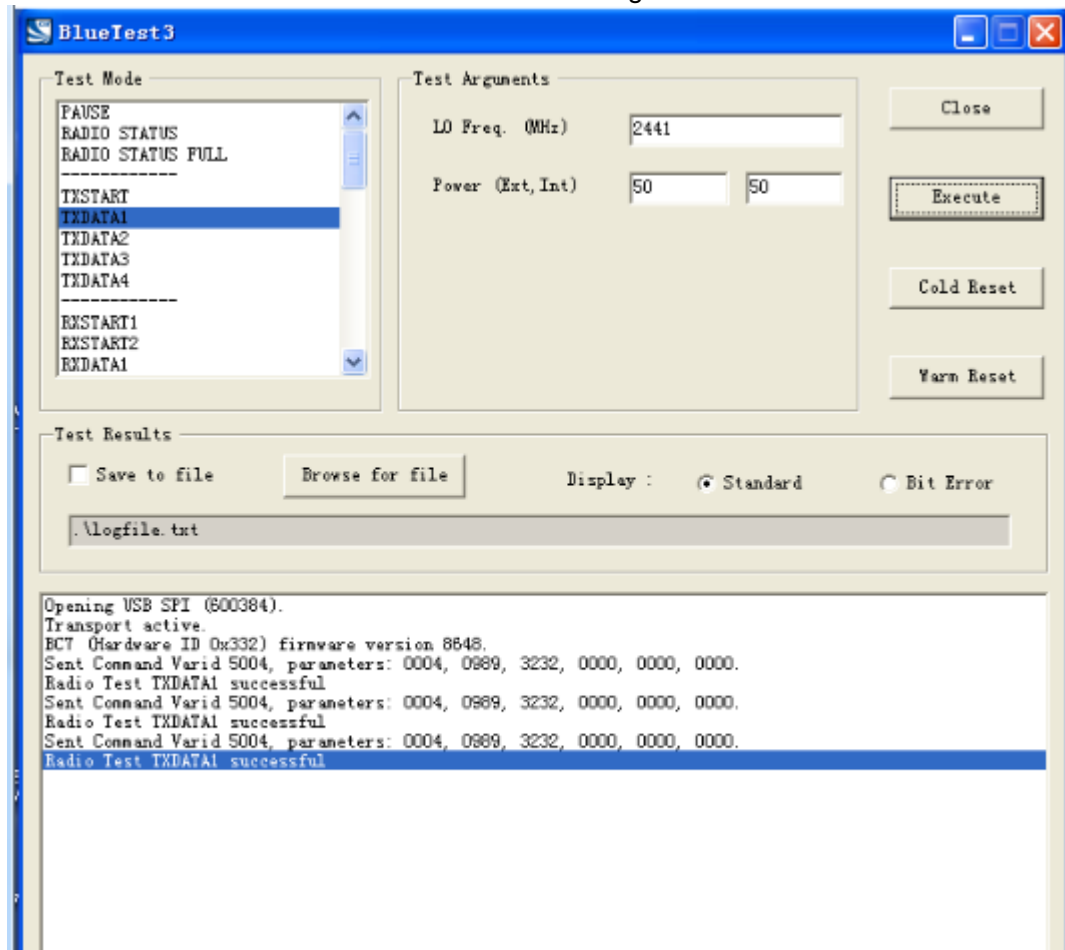 BlueTest3
Test Mode
PAUSE
RADIO STATUS
RADIO STATUS FULL
------------
TXSTART
TXDATA1
TXDATA2
TXDATA3
TXDATA4
------------
RXSTART1
RXSTART2
RXDATA1
Test Arguments
LO Freq. (MHz) 2441
Power (Ext, Int) 50 50
Close
Execute
Cold Reset
Warm Reset
Test Results
Save to file Browse for file Display : Standard Bit Error
.\logfile.txt
Opening USB SPI (600384).
Transport active.
BC7 (Hardware ID 0x332) firmware version 8648.
Sent Command Varid 5004, parameters: 0004, 0989, 3232, 0000, 0000, 0000.
Radio Test TXDATA1 successful
Sent Command Varid 5004, parameters: 0004, 0989, 3232, 0000, 0000, 0000.
Radio Test TXDATA1 successful
Sent Command Varid 5004, parameters: 0004, 0989, 3232, 0000, 0000, 0000.
Radio Test TXDATA1 successful